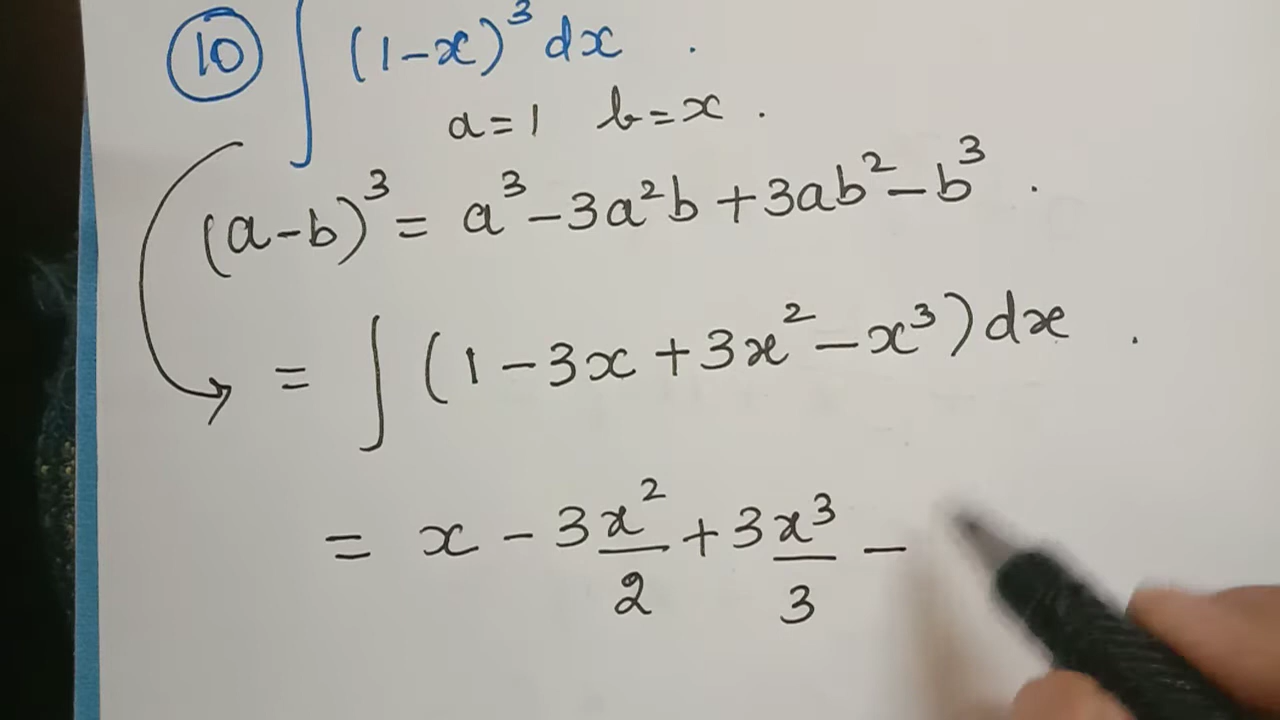 ⑩ ∫ (1-x)³ dx .
a=1 b=x .
(a-b)³ = a³ -3a²b +3ab² -b³ .
= ∫ (1-3x+3x²-x³) dx .
= x - 3x²/2 + 3x³/3 -